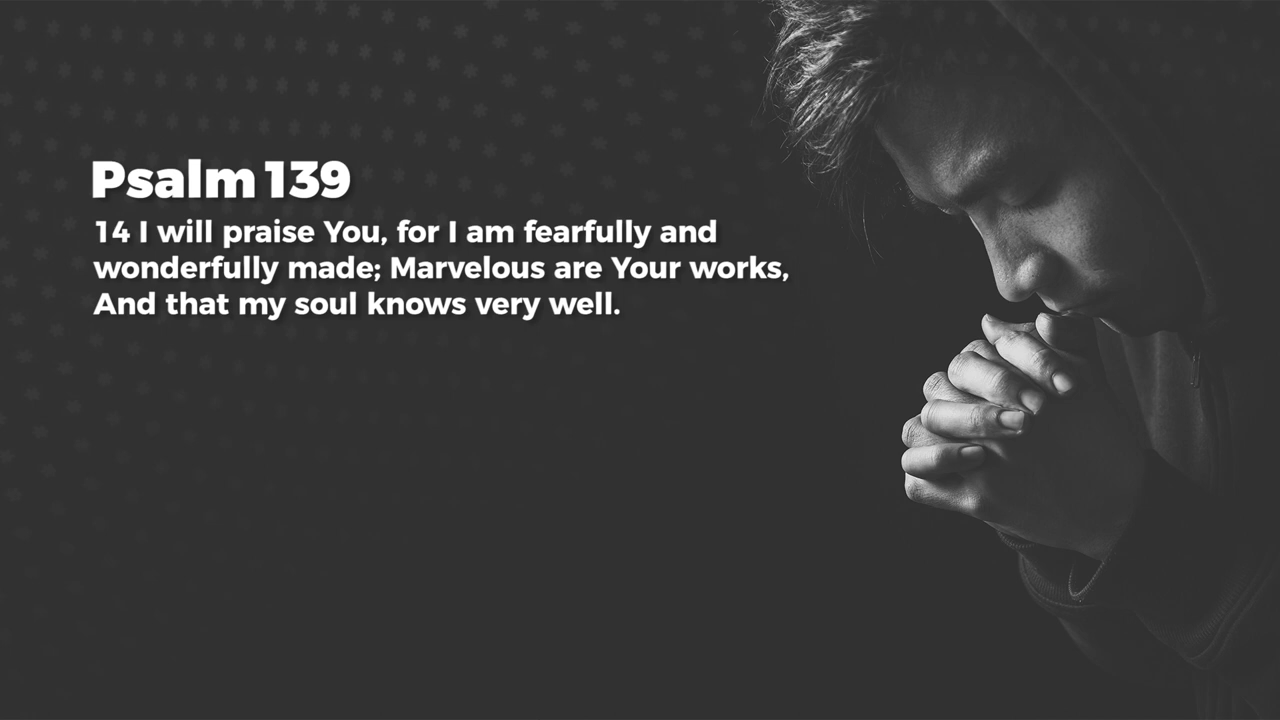 Psalm 139
14 I will praise You, for I am fearfully and
wonderfully made; Marvelous are Your works,
And that my soul knows very well.